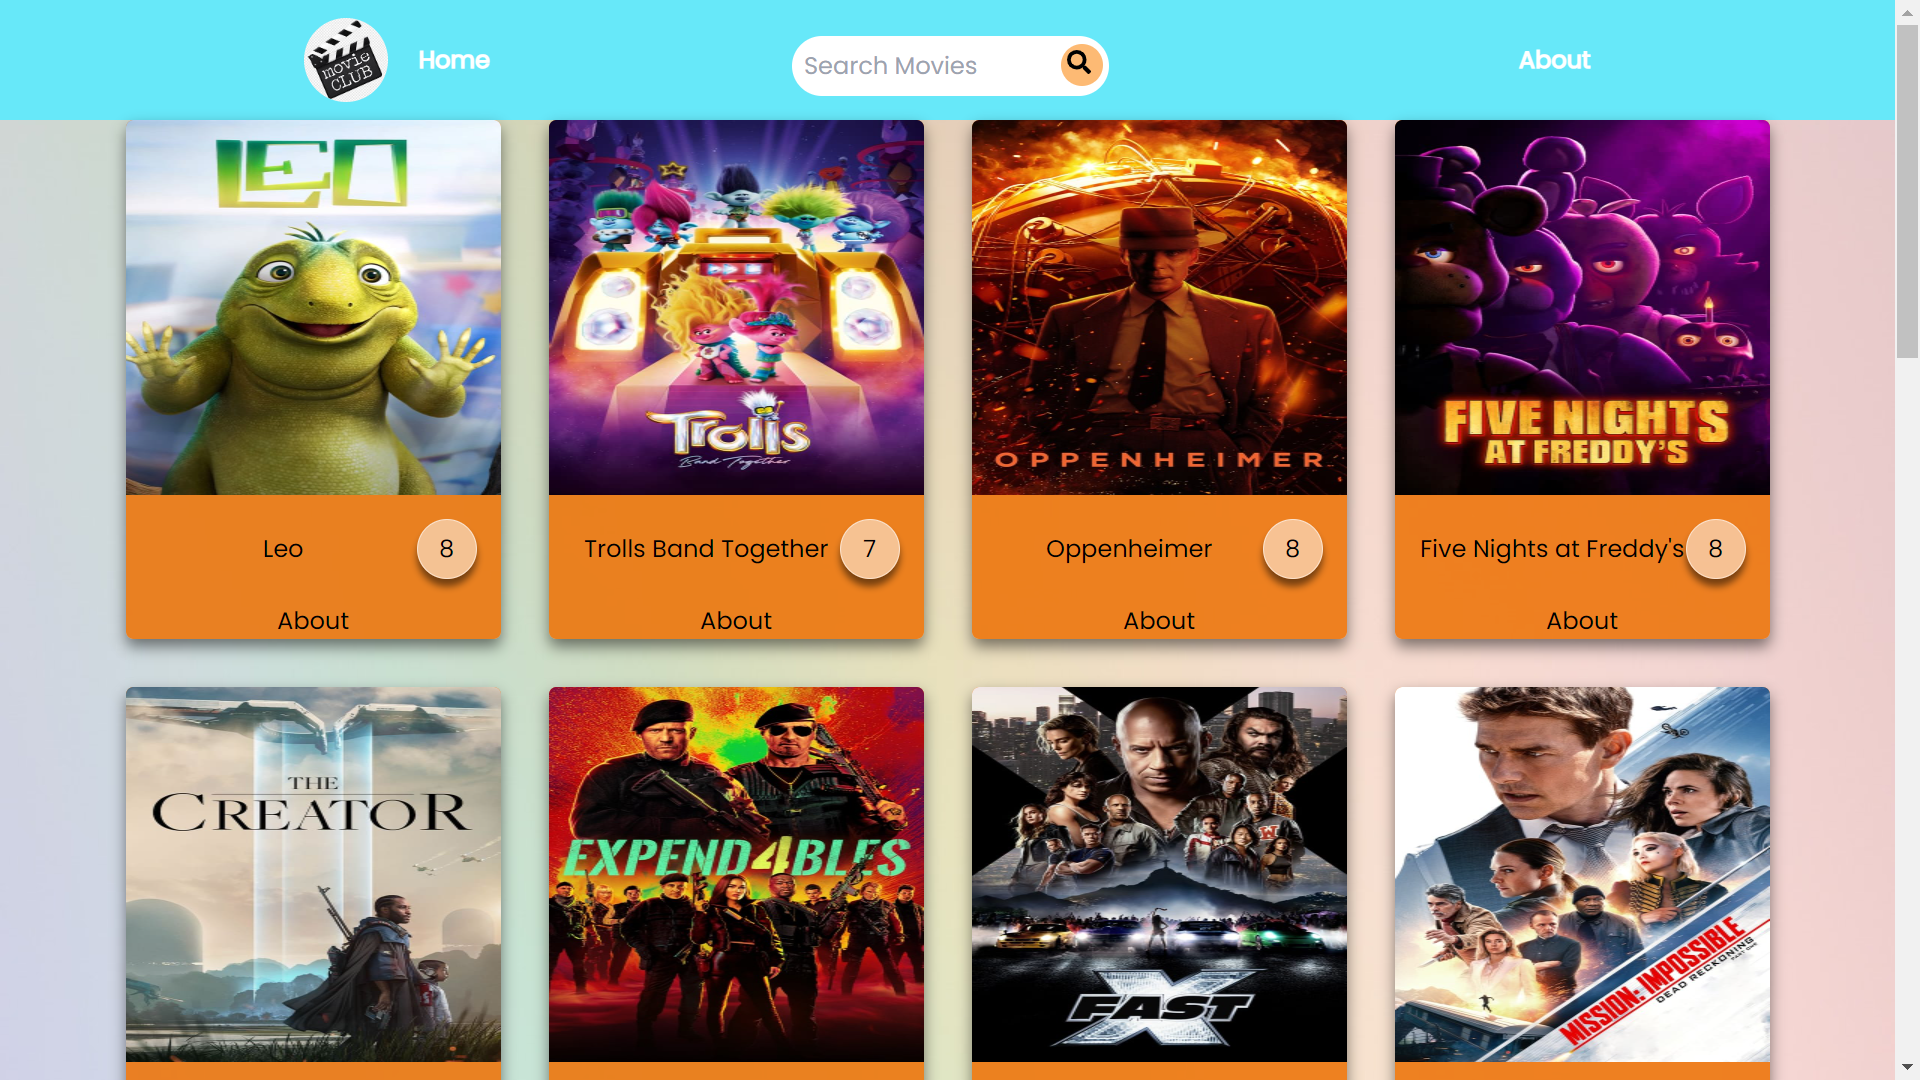 movie
CLUB
Home
Search Movies
About
LEO
Trolls
Band Together
OPPENHEIMER
FIVE NIGHTS
AT FREDDY'S
Leo
8
Trolls Band Together
7
Oppenheimer
8
Five Nights at Freddy's
8
About
About
About
About
THE
CREATOR
EXPEND4BLES
FAST X
MISSION: IMPOSSIBLE
DEAD RECKONING
PART ONE